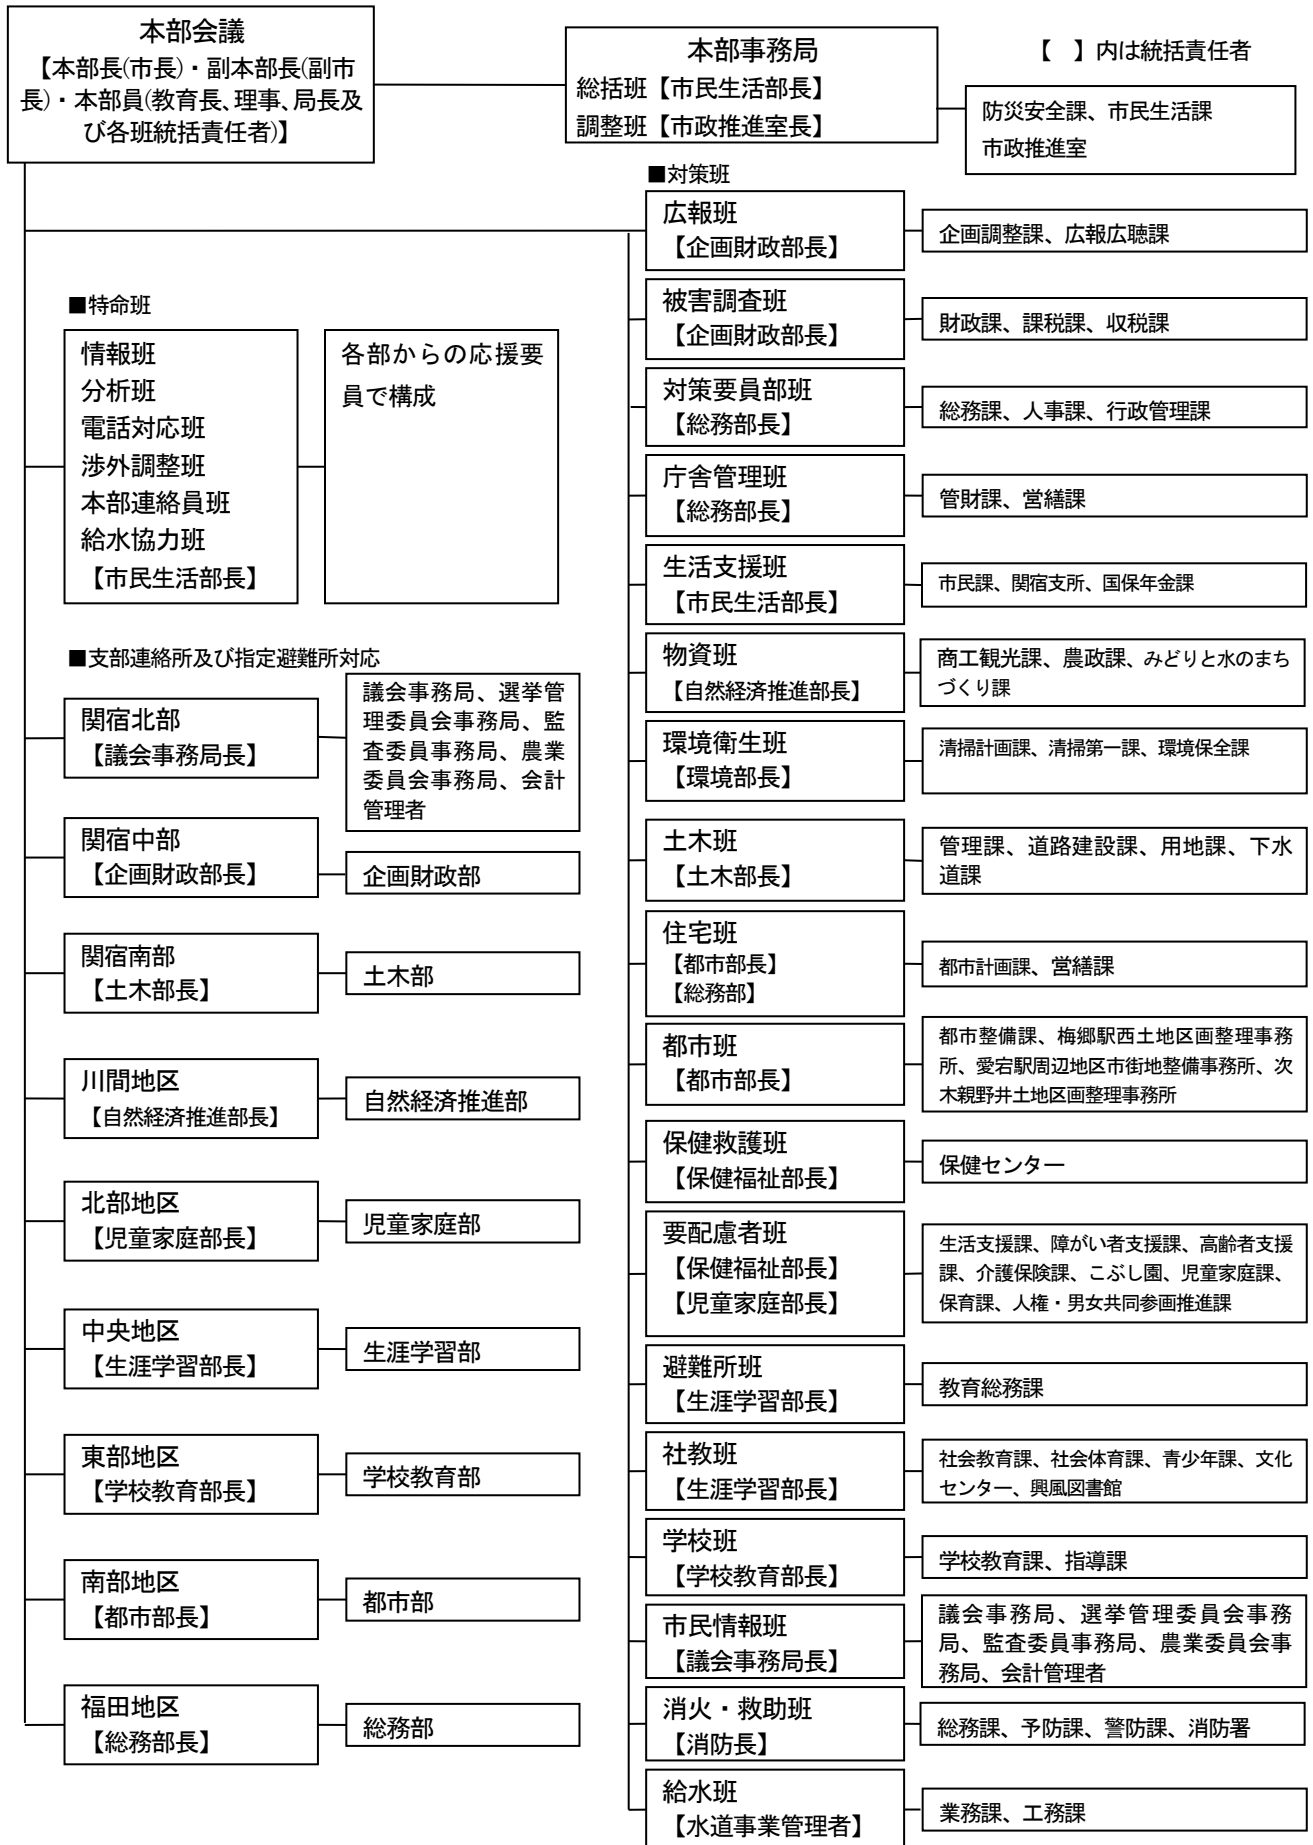 本部会議
【本部長(市長)・副本部長(副市
長)・本部員(教育長、理事、局長及
び各班統括責任者)】
本部事務局
総括班【市民生活部長】
調整班【市政推進室長】
【　】内は統括責任者
防災安全課、市民生活課
市政推進室
■特命班
情報班
分析班
電話対応班
渉外調整班
本部連絡員班
給水協力班
【市民生活部長】
各部からの応援要
員で構成
■支部連絡所及び指定避難所対応
関宿北部
【議会事務局長】
議会事務局、選挙管
理委員会事務局、監
査委員事務局、農業
委員会事務局、会計
管理者
関宿中部
【企画財政部長】
企画財政部
関宿南部
【土木部長】
土木部
川間地区
【自然経済推進部長】
自然経済推進部
北部地区
【児童家庭部長】
児童家庭部
中央地区
【生涯学習部長】
生涯学習部
東部地区
【学校教育部長】
学校教育部
南部地区
【都市部長】
都市部
福田地区
【総務部長】
総務部
■対策班
広報班
【企画財政部長】
企画調整課、広報広聴課
被害調査班
【企画財政部長】
財政課、課税課、収税課
対策要員部班
【総務部長】
総務課、人事課、行政管理課
庁舎管理班
【総務部長】
管財課、営繕課
生活支援班
【市民生活部長】
市民課、関宿支所、国保年金課
物資班
【自然経済推進部長】
商工観光課、農政課、みどりと水のまち
づくり課
環境衛生班
【環境部長】
清掃計画課、清掃第一課、環境保全課
土木班
【土木部長】
管理課、道路建設課、用地課、下水
道課
住宅班
【都市部長】
【総務部】
都市計画課、営繕課
都市班
【都市部長】
都市整備課、梅郷駅西土地区画整理事務
所、愛宕駅周辺地区市街地整備事務所、次
木親野井土地区画整理事務所
保健救護班
【保健福祉部長】
保健センター
要配慮者班
【保健福祉部長】
【児童家庭部長】
生活支援課、障がい者支援課、高齢者支援
課、介護保険課、こぶし園、児童家庭課、
保育課、人権・男女共同参画推進課
避難所班
【生涯学習部長】
教育総務課
社教班
【生涯学習部長】
社会教育課、社会体育課、青少年課、文化
センター、興風図書館
学校班
【学校教育部長】
学校教育課、指導課
市民情報班
【議会事務局長】
議会事務局、選挙管理委員会事務
局、監査委員事務局、農業委員会事
務局、会計管理者
消火・救助班
【消防長】
総務課、予防課、警防課、消防署
給水班
【水道事業管理者】
業務課、工務課